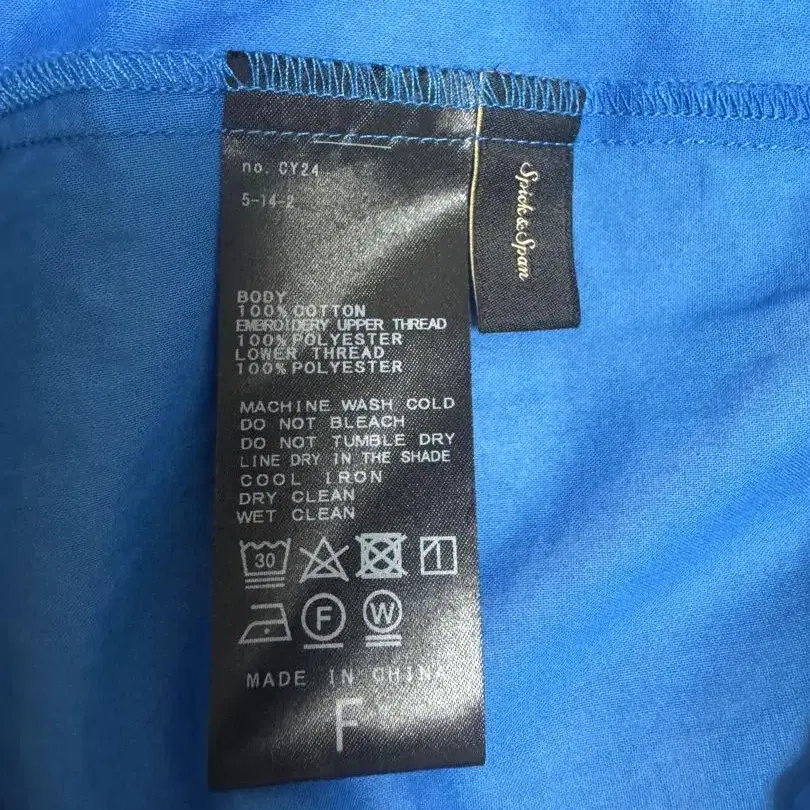 no. CY24
5-14-2
Spick&Span
BODY
100% COTTON
EMBROIDERY UPPER THREAD
100% POLYESTER
LOWER THREAD
100% POLYESTER
MACHINE WASH COLD
DO NOT BLEACH
DO NOT TUMBLE DRY
LINE DRY IN THE SHADE
COOL IRON
DRY CLEAN
WET CLEAN
30
F W
MADE IN CHINA
F